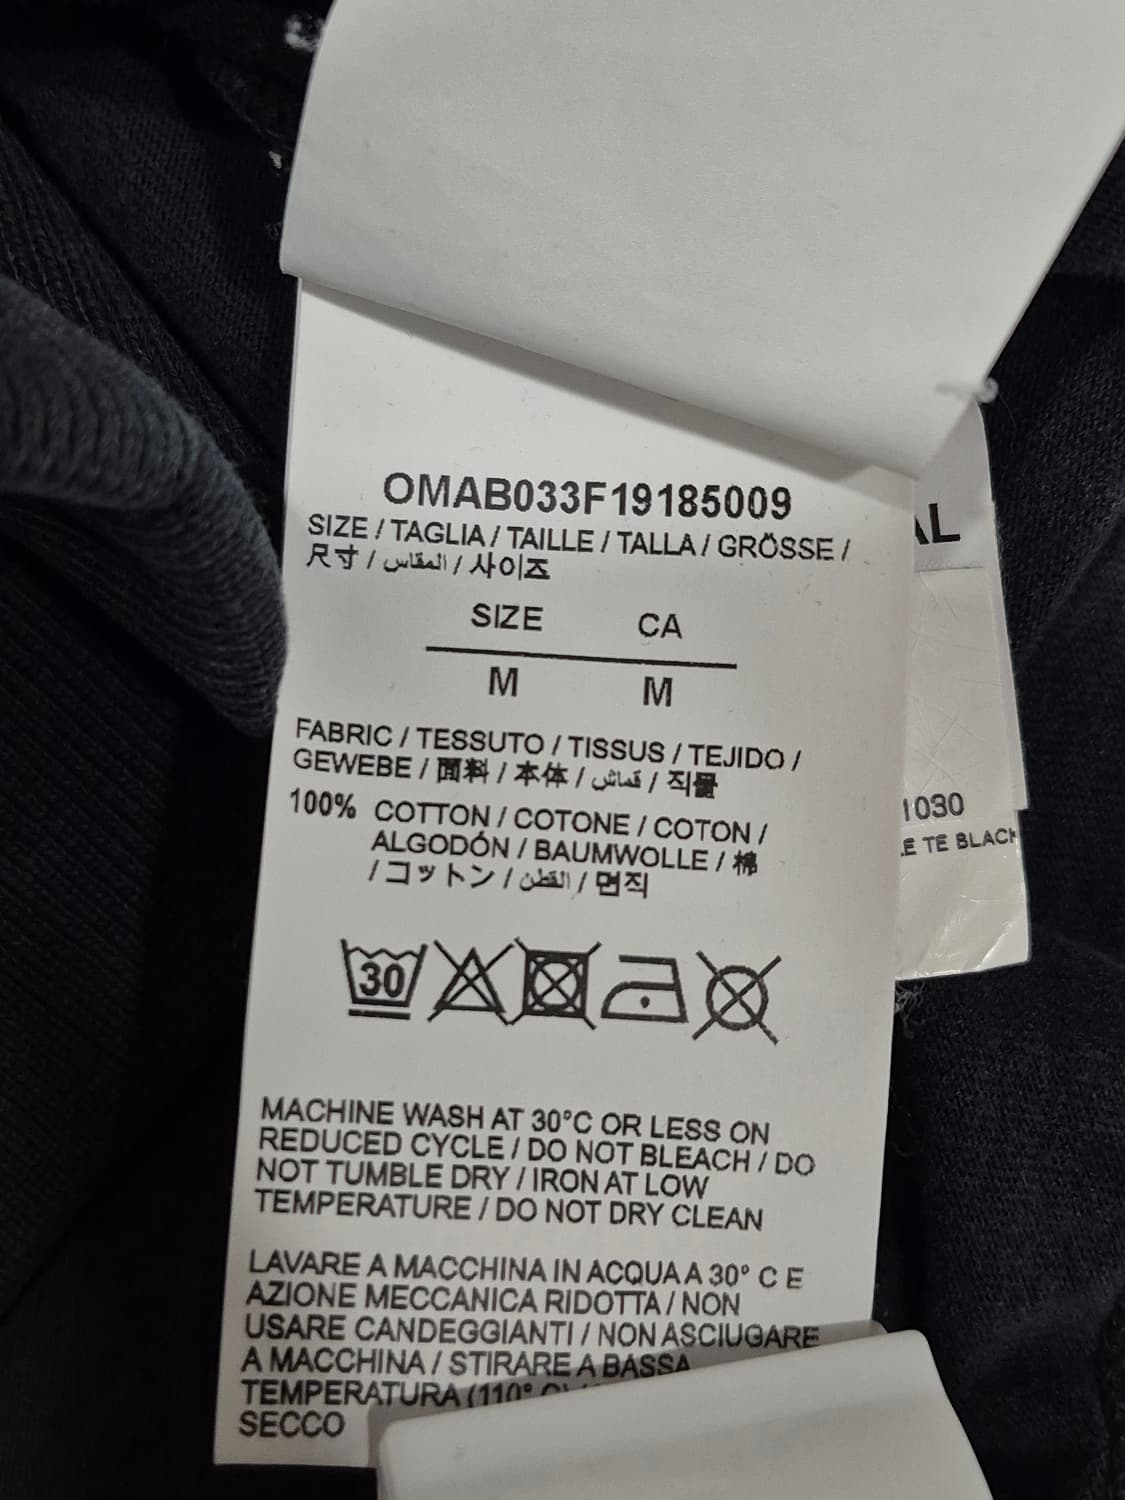 OMAB033F19185009
SIZE / TAGLIA / TAILLE / TALLA / GRÖSSE /
尺寸 / المقاس / 사이즈
SIZE CA
M M
FABRIC / TESSUTO / TISSUS / TEJIDO /
GEWEBE / 面料 / 本体 / قماش / 직물
100% COTTON / COTONE / COTON /
ALGODÓN / BAUMWOLLE / 棉
/ コットン / القطن / 면직
30
MACHINE WASH AT 30°C OR LESS ON
REDUCED CYCLE / DO NOT BLEACH / DO
NOT TUMBLE DRY / IRON AT LOW
TEMPERATURE / DO NOT DRY CLEAN
LAVARE A MACCHINA IN ACQUA A 30° C E
AZIONE MECCANICA RIDOTTA / NON
USARE CANDEGGIANTI / NON ASCIUGARE
A MACCHINA / STIRARE A BASSA
TEMPERATURA (110°
SECCO
AL
1030
TE BLACK